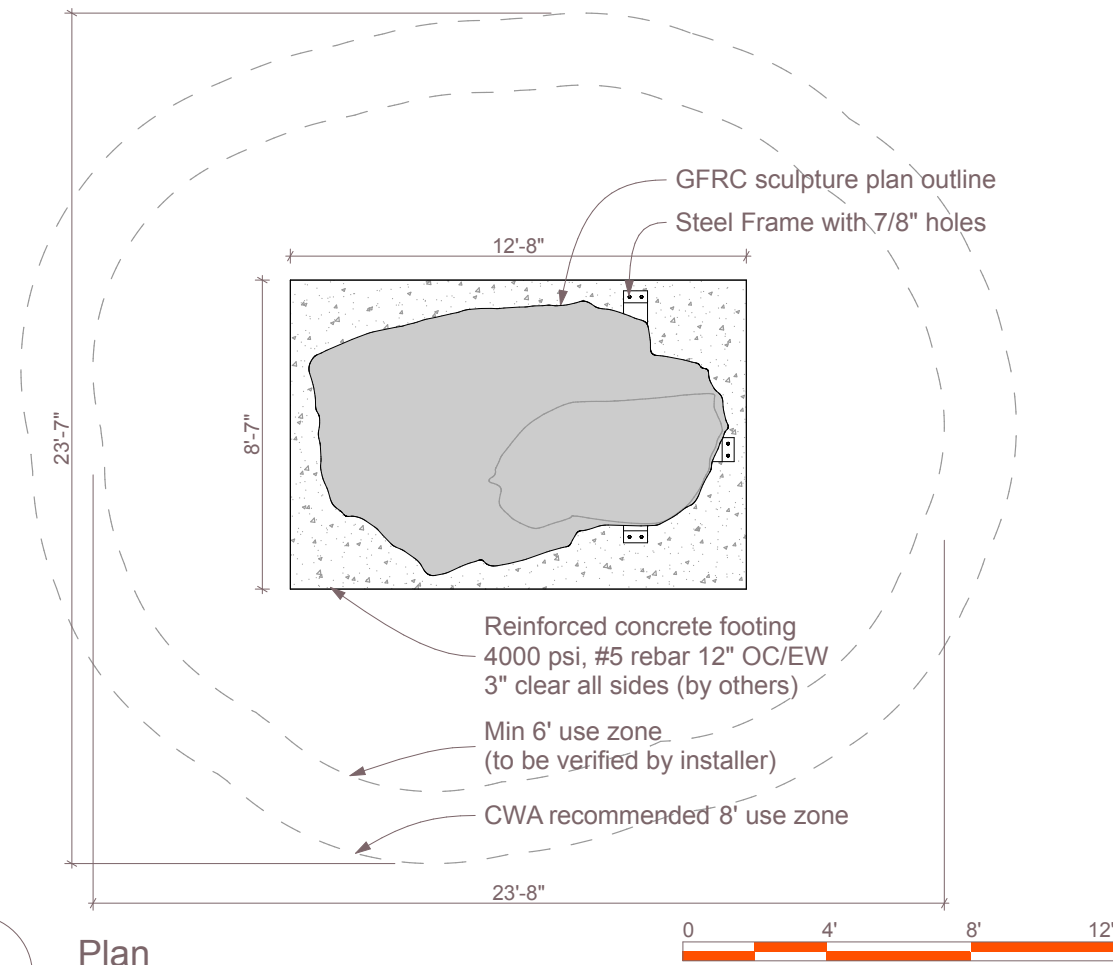 GFRC sculpture plan outline
Steel Frame with 7/8" holes
12'-8"
23'-7"
8'-7"
Reinforced concrete footing
4000 psi, #5 rebar 12" OC/EW
3" clear all sides (by others)
Min 6' use zone
(to be verified by installer)
CWA recommended 8' use zone
23'-8"
Plan
0 4' 8' 12'